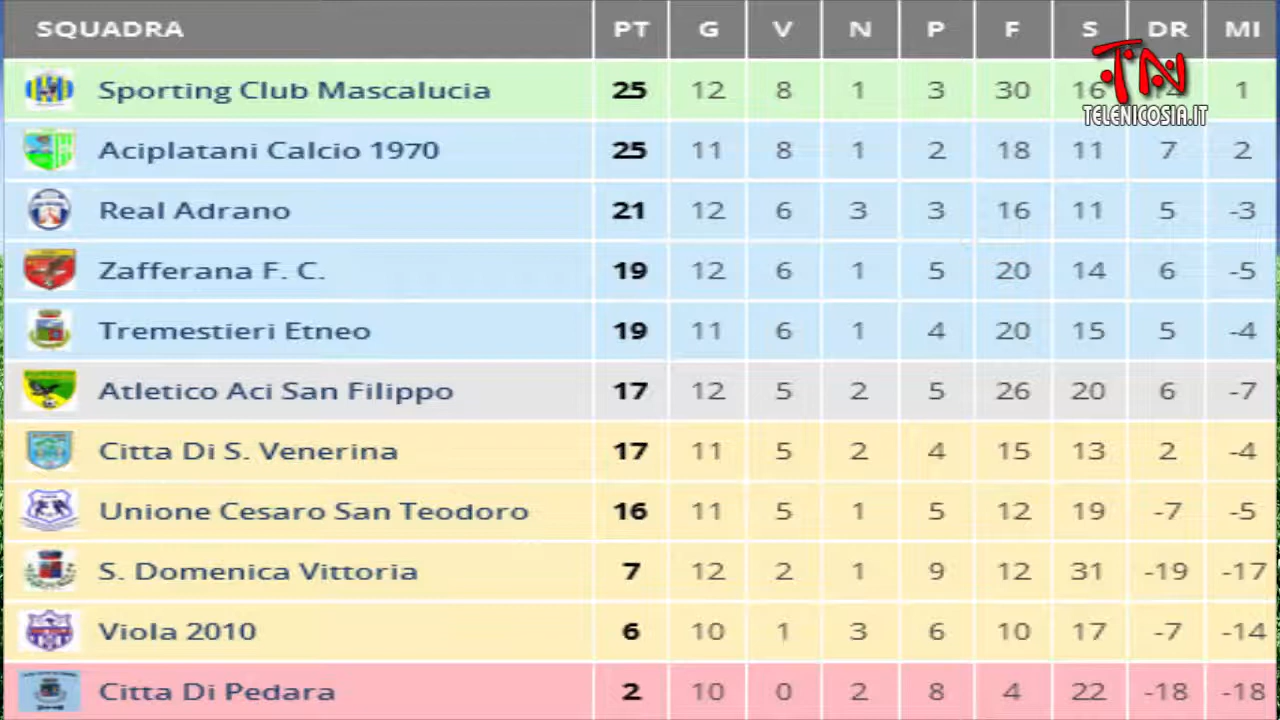 SQUADRA PT G V N P F S DR MI
Sporting Club Mascalucia 25 12 8 1 3 30 16 14 1
TELENICOSIA.IT
Aciplatani Calcio 1970 25 11 8 1 2 18 11 7 2
Real Adrano 21 12 6 3 3 16 11 5 -3
Zafferana F. C. 19 12 6 1 5 20 14 6 -5
Tremestieri Etneo 19 11 6 1 4 20 15 5 -4
Atletico Aci San Filippo 17 12 5 2 5 26 20 6 -7
Citta Di S. Venerina 17 11 5 2 4 15 13 2 -4
Unione Cesaro San Teodoro 16 11 5 1 5 12 19 -7 -5
S. Domenica Vittoria 7 12 2 1 9 12 31 -19 -17
Viola 2010 6 10 1 3 6 10 17 -7 -14
Citta Di Pedara 2 10 0 2 8 4 22 -18 -18